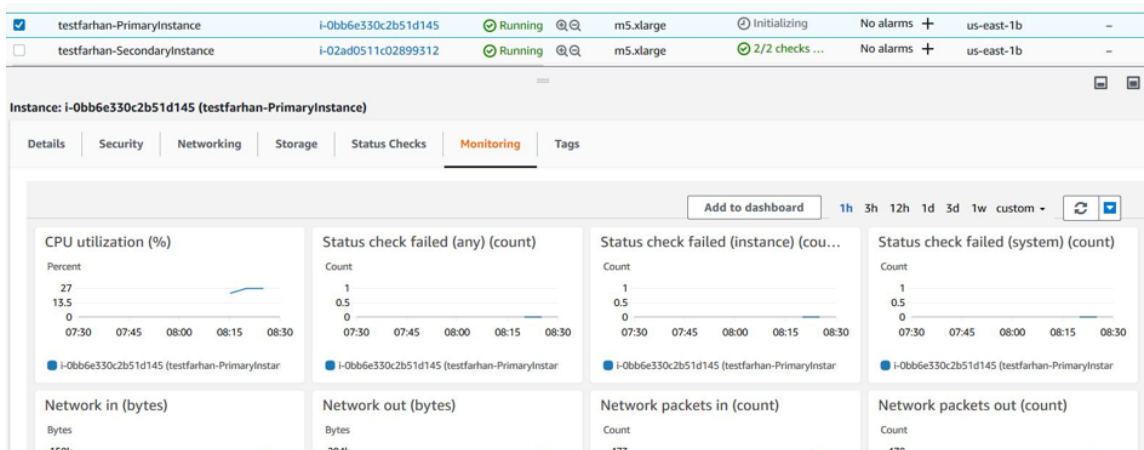 testfarhan-PrimaryInstance i-0bb6e330c2b51d145 Running m5.xlarge Initializing No alarms + us-east-1b –
testfarhan-SecondaryInstance i-02ad0511c02899312 Running m5.xlarge 2/2 checks ... No alarms + us-east-1b –
Instance: i-0bb6e330c2b51d145 (testfarhan-PrimaryInstance)
Details Security Networking Storage Status Checks Monitoring Tags
Add to dashboard 1h 3h 12h 1d 3d 1w custom
CPU utilization (%) Status check failed (any) (count) Status check failed (instance) (cou... Status check failed (system) (count)
Percent Count Count Count
27 1 1 1
13.5 0.5 0.5 0.5
0 0 0 0
07:30 07:45 08:00 08:15 08:30 07:30 07:45 08:00 08:15 08:30 07:30 07:45 08:00 08:15 08:30 07:30 07:45 08:00 08:15 08:30
i-0bb6e330c2b51d145 (testfarhan-PrimaryInstar i-0bb6e330c2b51d145 (testfarhan-PrimaryInstar i-0bb6e330c2b51d145 (testfarhan-PrimaryInstar i-0bb6e330c2b51d145 (testfarhan-PrimaryInstar
Network in (bytes) Network out (bytes) Network packets in (count) Network packets out (count)
Bytes Bytes Count Count